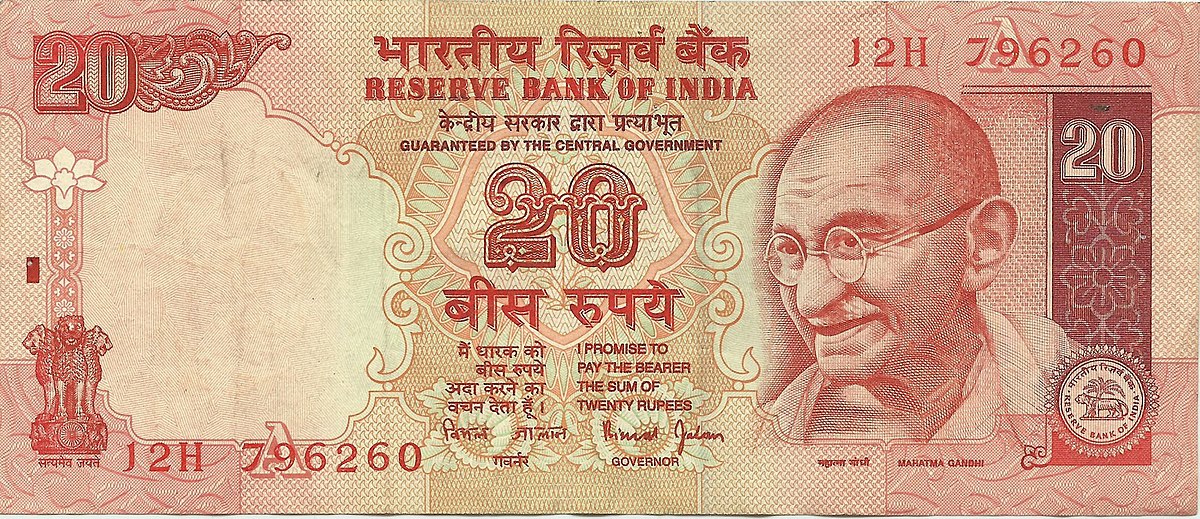 20
भारतीय रिज़र्व बैंक
RESERVE BANK OF INDIA
केन्द्रीय सरकार द्वारा प्रत्याभूत
GUARANTEED BY THE CENTRAL GOVERNMENT
J2H 796260
A
20
20
बीस रुपये
मैं धारक को
बीस रुपये
अदा करने का
वचन देता हूँ ।
I PROMISE TO
PAY THE BEARER
THE SUM OF
TWENTY RUPEES
विमल जालान
Bimal Jalan
गवर्नर
GOVERNOR
सत्यमेव जयते
J2H 796260
A
महात्मा गांधी
MAHATMA GANDHI
भारतीय रिज़र्व बैंक
RESERVE BANK OF INDIA